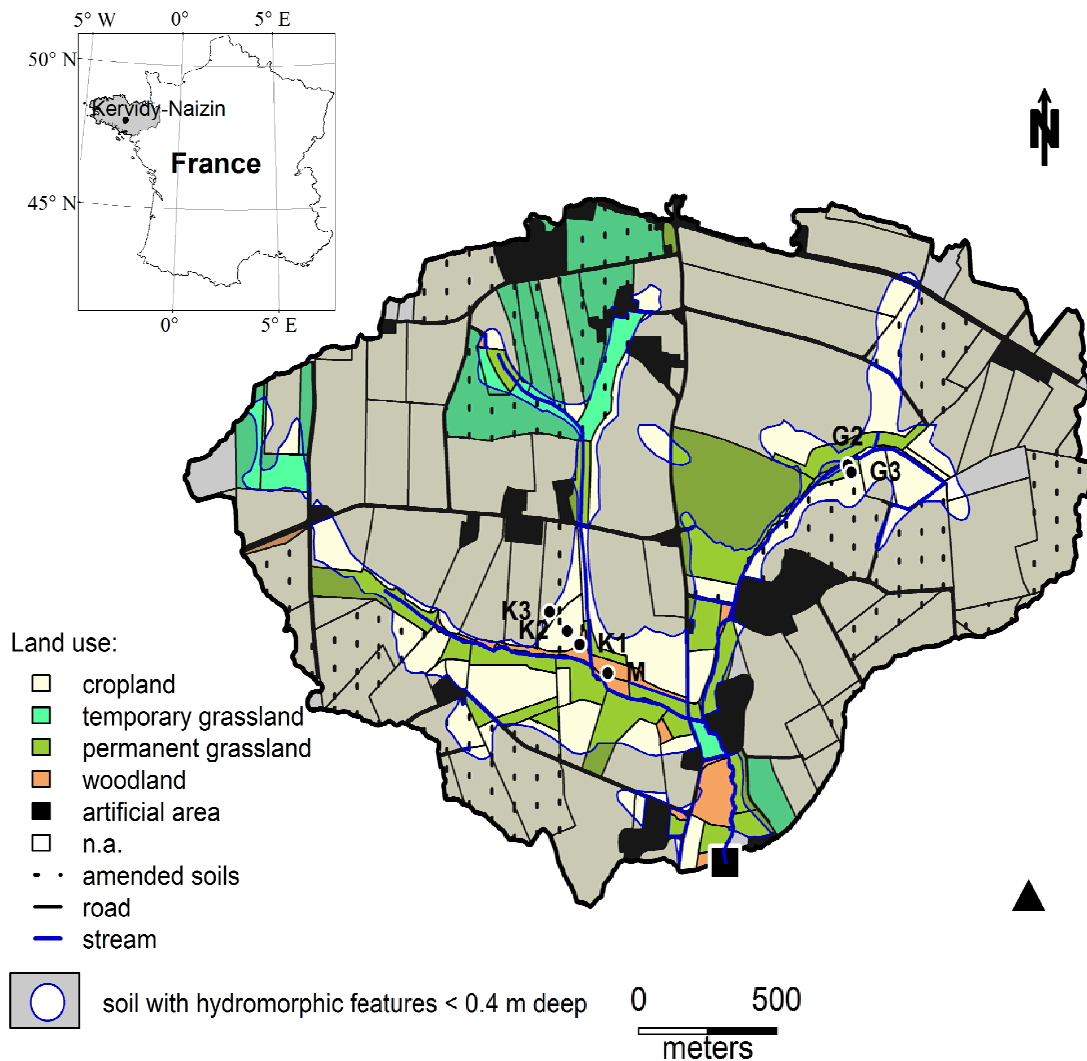 5° W 0° 5° E
50° N
Kervidy-Naizin
France
45° N
0° 5° E
N
G2
G3
K3
K2
K1
M
Land use:
cropland
temporary grassland
permanent grassland
woodland
artificial area
n.a.
amended soils
road
stream
soil with hydromorphic features < 0.4 m deep
0 500
meters